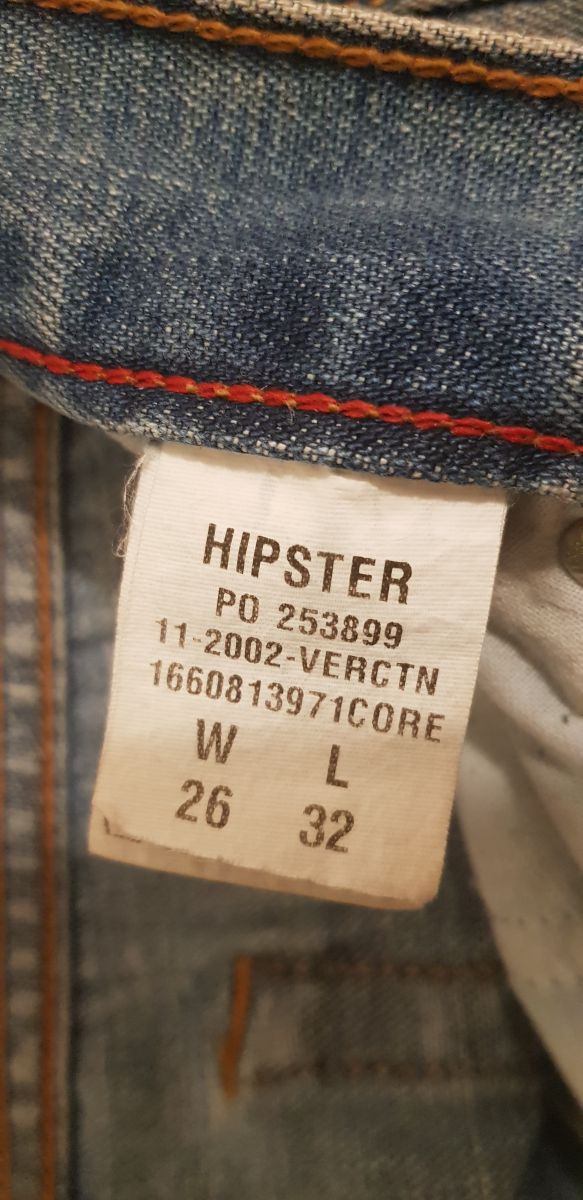 HIPSTER
PO 253899
11-2002-VERCTN
1660813971CORE
W L
26 32